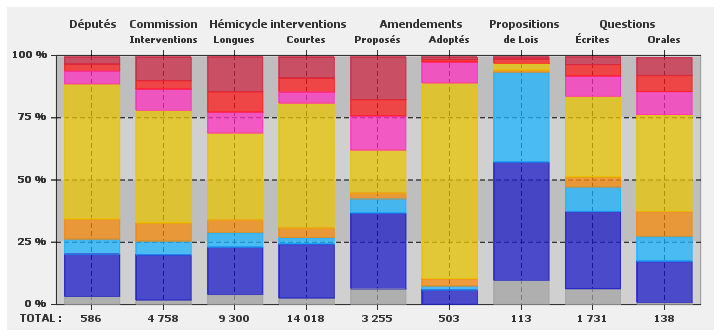 Députés Commission Hémicycle interventions Amendements Propositions Questions
Interventions Longues Courtes Proposés Adoptés de Lois Écrites Orales
100 %
75 %
50 %
25 %
0 %
TOTAL : 586 4 758 9 300 14 018 3 255 503 113 1 731 138